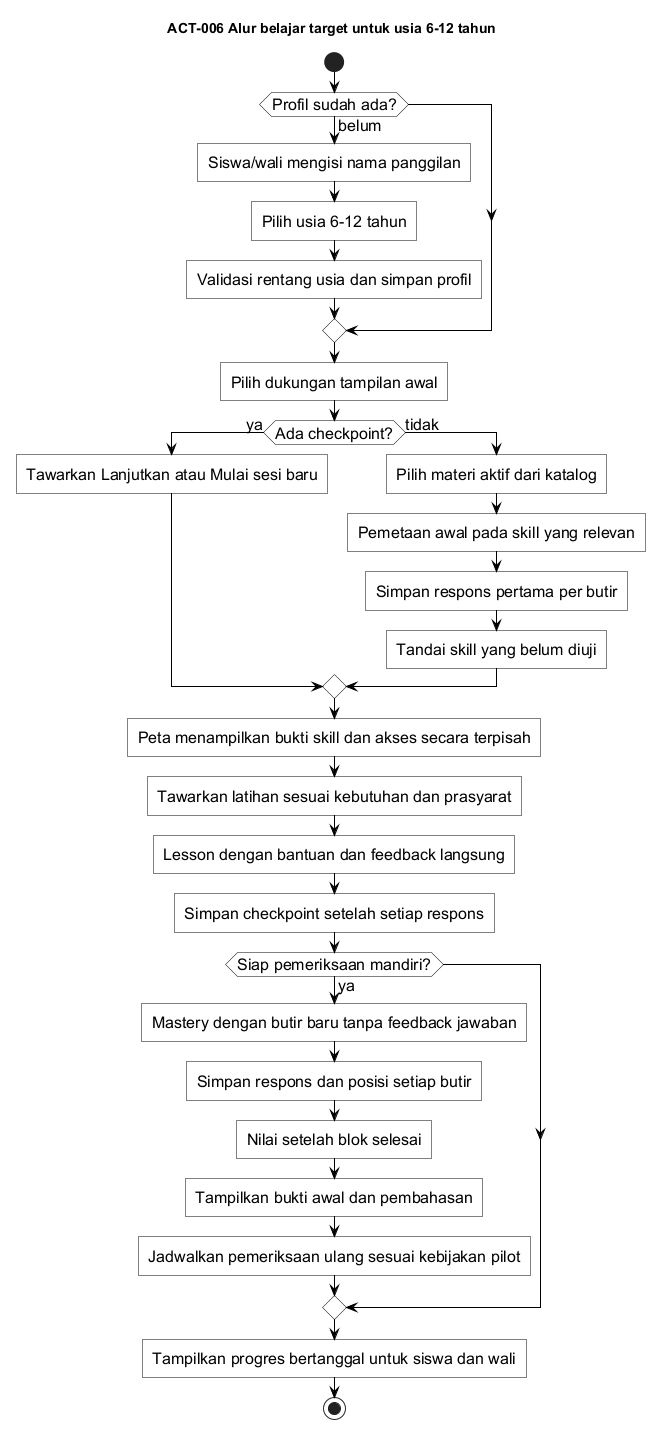 ACT-006 Alur belajar target untuk usia 6-12 tahun
Profil sudah ada?
belum
Siswa/wali mengisi nama panggilan
Pilih usia 6-12 tahun
Validasi rentang usia dan simpan profil
Pilih dukungan tampilan awal
ya
Ada checkpoint?
tidak
Tawarkan Lanjutkan atau Mulai sesi baru
Pilih materi aktif dari katalog
Pemetaan awal pada skill yang relevan
Simpan respons pertama per butir
Tandai skill yang belum diuji
Peta menampilkan bukti skill dan akses secara terpisah
Tawarkan latihan sesuai kebutuhan dan prasyarat
Lesson dengan bantuan dan feedback langsung
Simpan checkpoint setelah setiap respons
Siap pemeriksaan mandiri?
ya
Mastery dengan butir baru tanpa feedback jawaban
Simpan respons dan posisi setiap butir
Nilai setelah blok selesai
Tampilkan bukti awal dan pembahasan
Jadwalkan pemeriksaan ulang sesuai kebijakan pilot
Tampilkan progres bertanggal untuk siswa dan wali